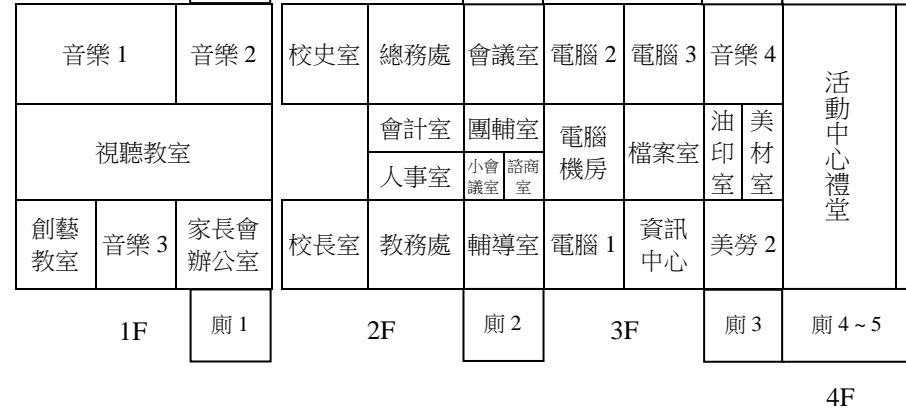 音樂 1
音樂 2
校史室
總務處
會議室
電腦 2
電腦 3
音樂 4
活動中心禮堂
視聽教室
會計室
團輔室
電腦
機房
檔案室
油印室
美材室
人事室
小會
議室
諮商
室
創藝
教室
音樂 3
家長會
辦公室
校長室
教務處
輔導室
電腦 1
資訊
中心
美勞 2
1F
廁 1
2F
廁 2
3F
廁 3
廁 4 ~ 5
4F